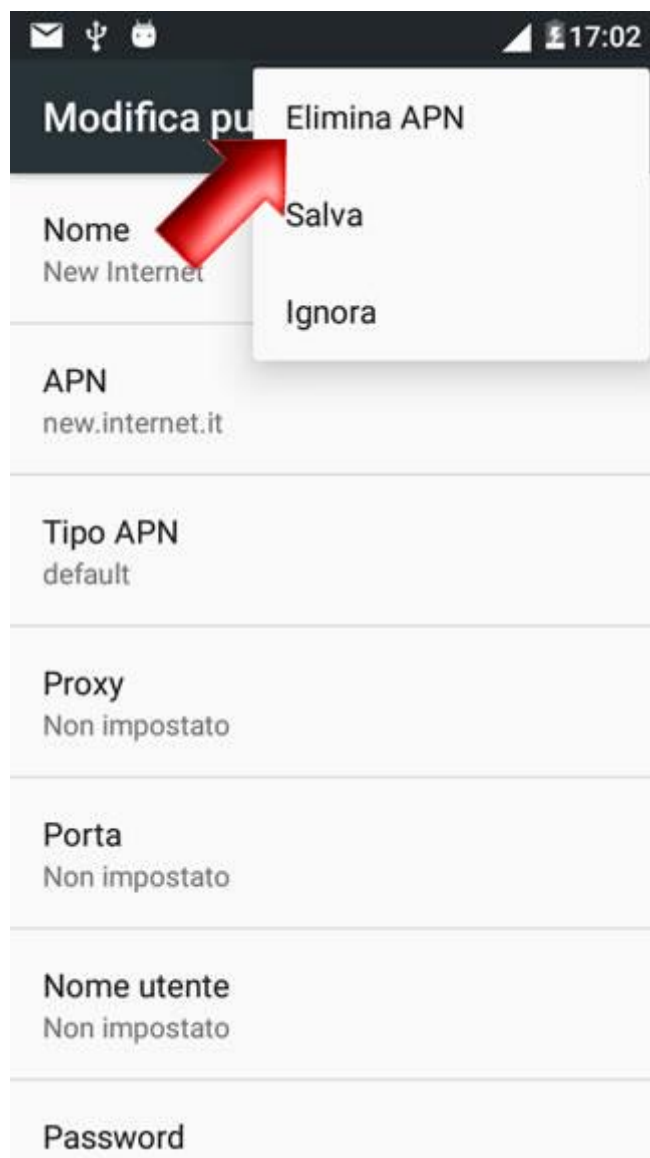 17:02
Modifica pu
Elimina APN
Salva
Ignora
Nome
New Internet
APN
new.internet.it
Tipo APN
default
Proxy
Non impostato
Porta
Non impostato
Nome utente
Non impostato
Password